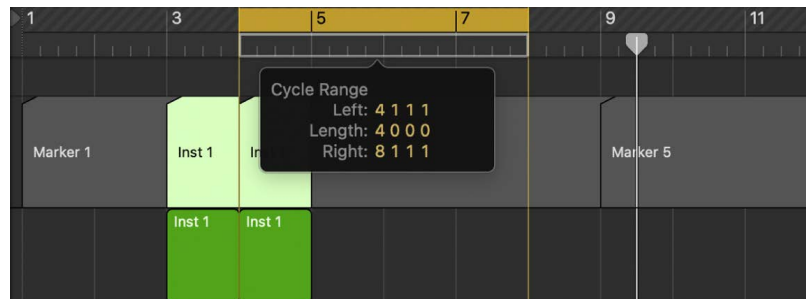 1 3 5 7 9 11
Cycle Range
Left: 4 1 1 1
Length: 4 0 0 0
Right: 8 1 1 1
Marker 1 Inst 1 Marker 5
Inst 1 Inst 1